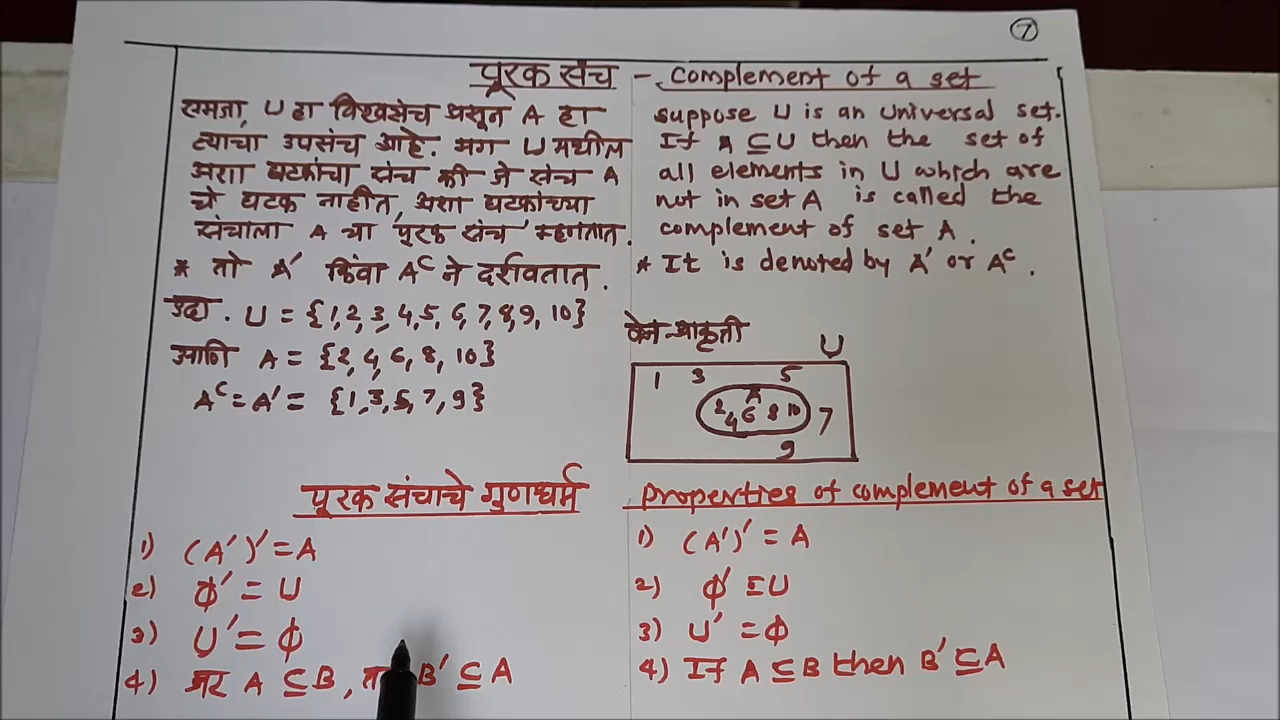 7
पूरक संच - Complement of a set
समजा, U हा विश्वसंच असून A हा
त्याचा उपसंच आहे. मग U मधील
अशा घटकांचा संच की जे संच A
चे घटक नाहीत, अशा घटकांच्या
संचाला A चा पूरक संच म्हणतात.
* तो A′ किंवा Aᶜ ने दर्शवतात.
उदा. U = {1,2,3,4,5,6,7,8,9,10}
आणि A = {2,4,6,8,10}
Aᶜ = A′ = {1,3,5,7,9}
suppose U is an universal set.
If A ⊆ U then the set of
all elements in U which are
not in set A is called the
complement of set A.
* It is denoted by A′ or Aᶜ.
वेन-आकृती
U
1 3 5
A
2 4 6 8 10 7
9
पूरक संचाचे गुणधर्म
1) (A′)′ = A
2) ϕ′ = U
3) U′ = ϕ
4) जर A ⊆ B, B′ ⊆ A
properties of complement of a set
1) (A′)′ = A
2) ϕ′ = U
3) U′ = ϕ
4) If A ⊆ B then B′ ⊆ A